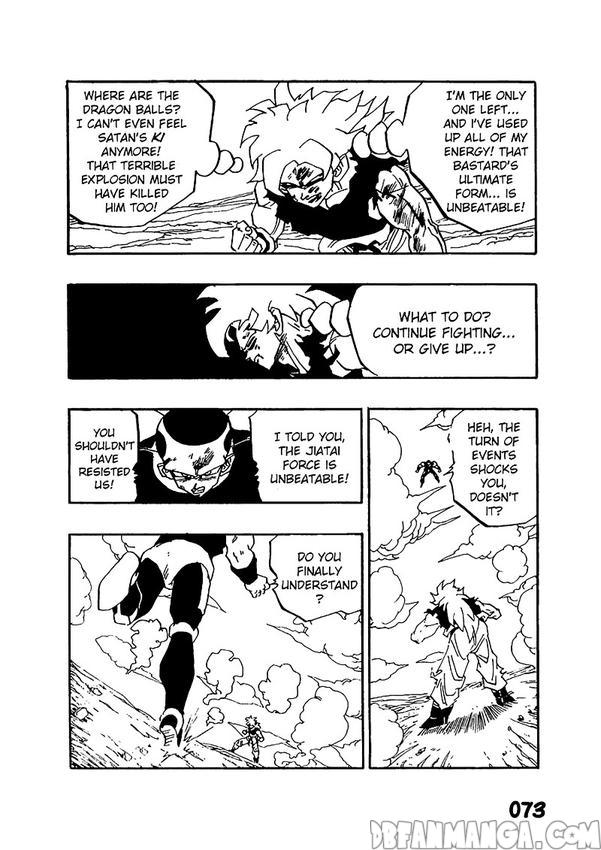 WHERE ARE THE
DRAGON BALLS?
I CAN'T EVEN FEEL
SATAN'S KI
ANYMORE!
THAT TERRIBLE
EXPLOSION MUST
HAVE KILLED
HIM TOO!
I'M THE ONLY
ONE LEFT...
AND I'VE USED
UP ALL OF MY
ENERGY! THAT
BASTARD'S
ULTIMATE
FORM... IS
UNBEATABLE!
WHAT TO DO?
CONTINUE FIGHTING...
OR GIVE UP...?
YOU
SHOULDN'T
HAVE
RESISTED
US!
I TOLD YOU,
THE JIATAI
FORCE IS
UNBEATABLE!
HEH, THE
TURN OF
EVENTS
SHOCKS
YOU,
DOESN'T
IT?
DO YOU
FINALLY
UNDERSTAND
?
073
DBFANMANGA.COM